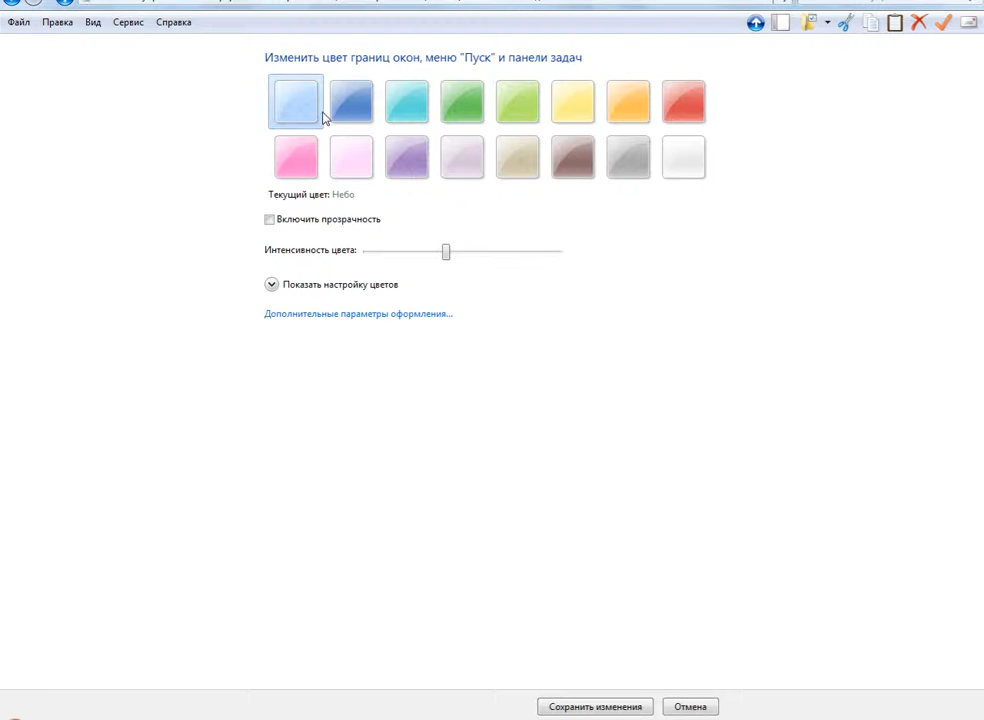 Файл Правка Вид Сервис Справка
Изменить цвет границ окон, меню "Пуск" и панели задач
Текущий цвет: Небо
Включить прозрачность
Интенсивность цвета:
Показать настройку цветов
Дополнительные параметры оформления...
Сохранить изменения Отмена